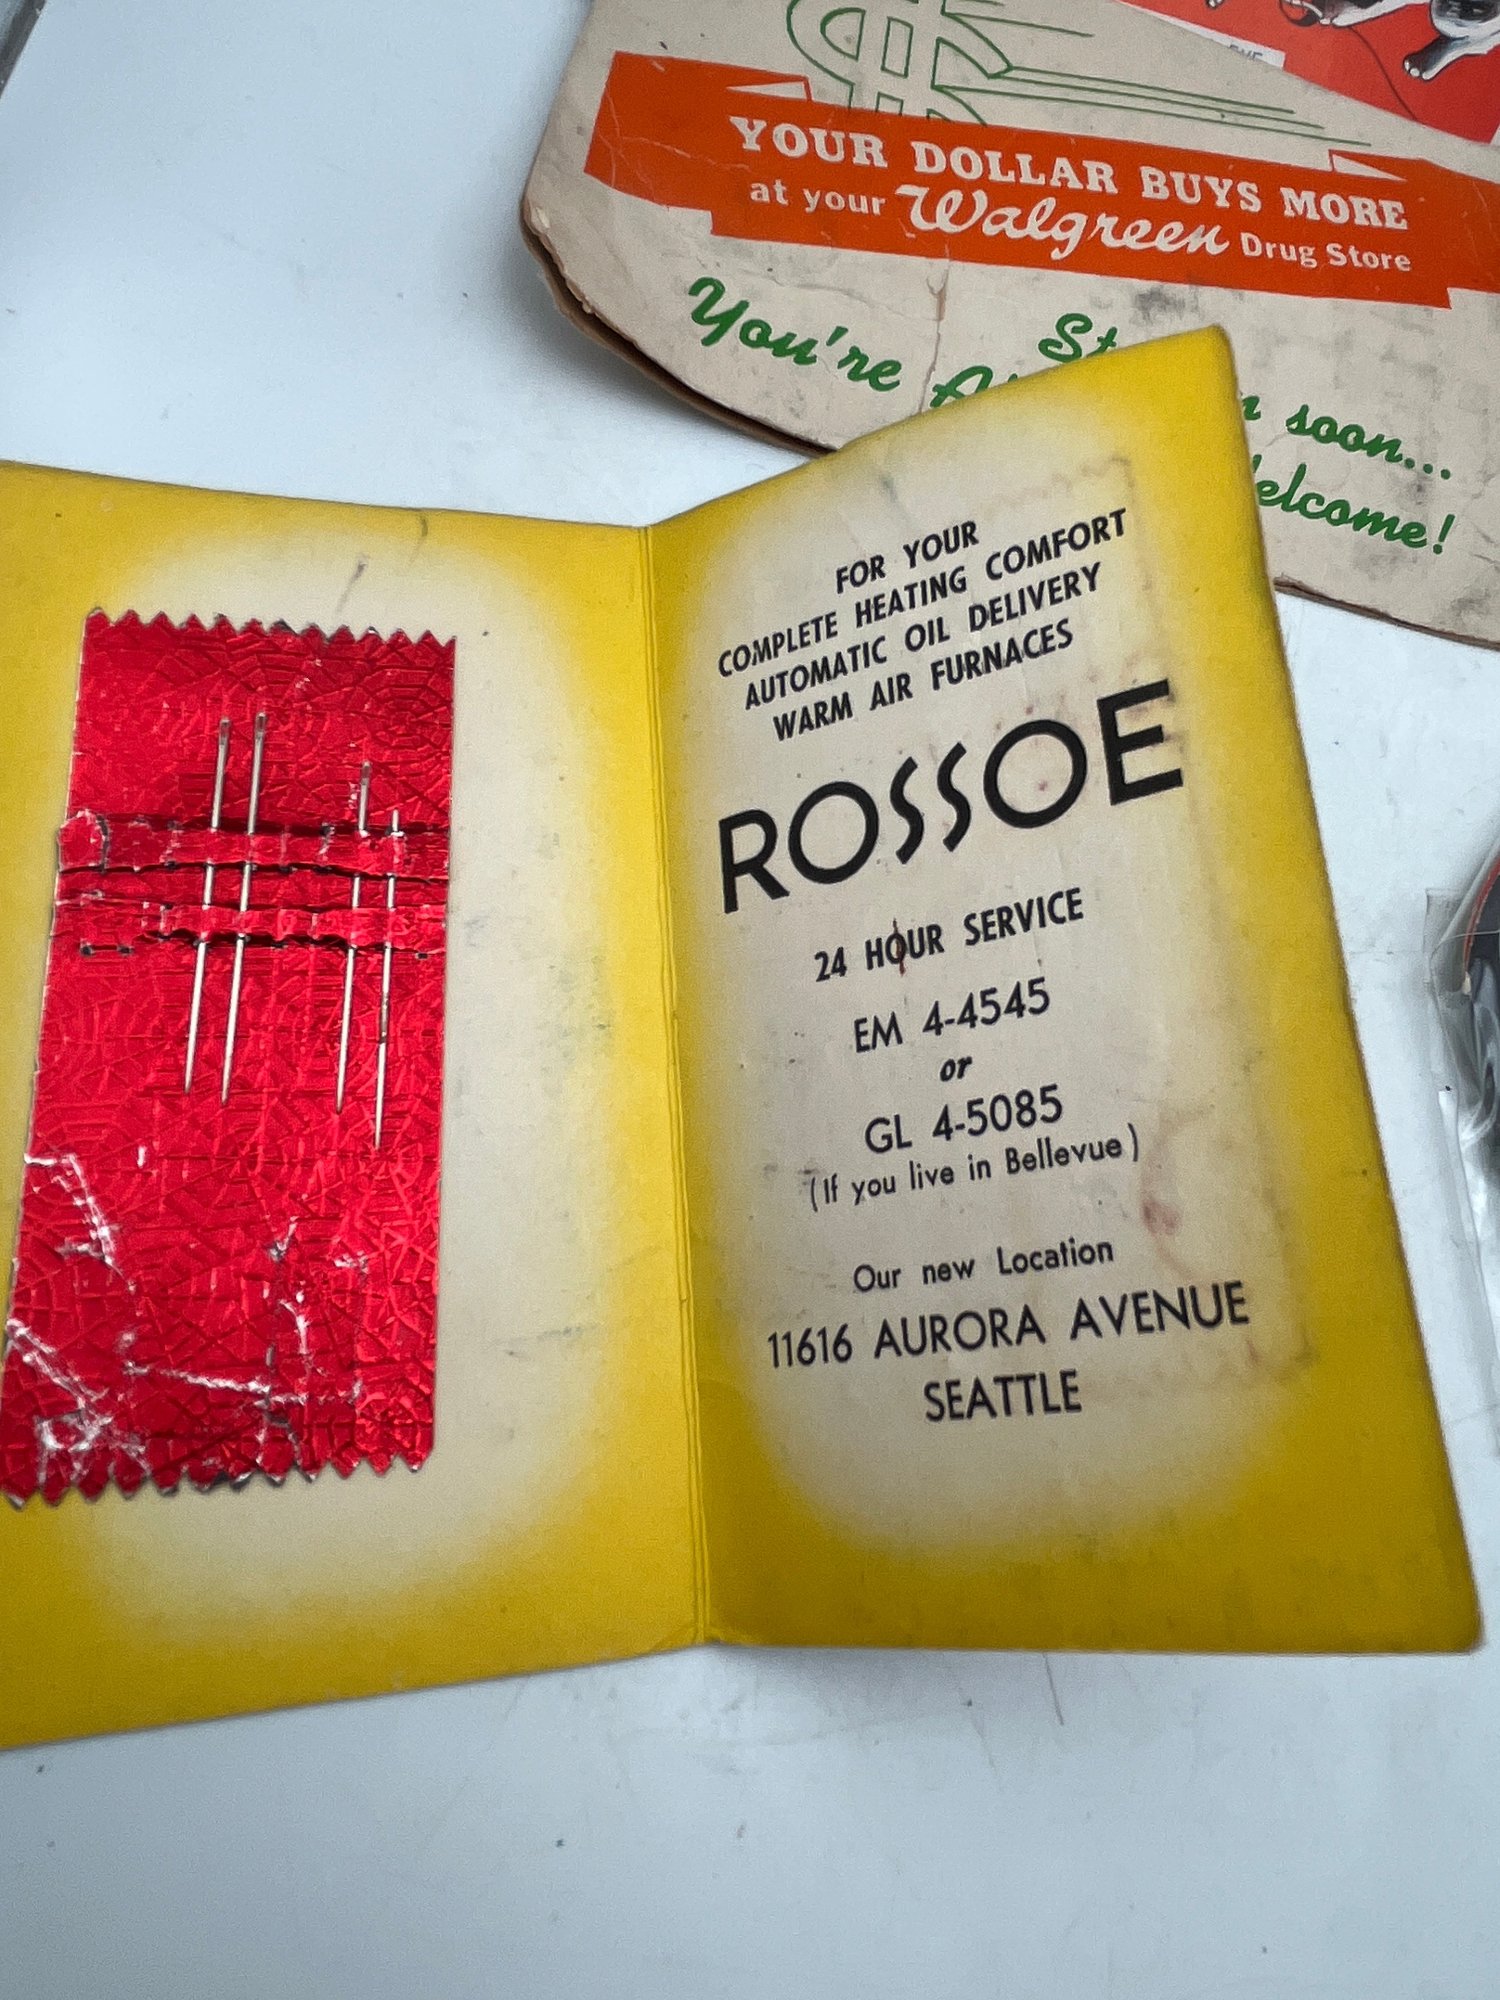 YOUR DOLLAR BUYS MORE
at your Walgreen Drug Store
soon...
You're
FOR YOUR
COMPLETE HEATING COMFORT
AUTOMATIC OIL DELIVERY
WARM AIR FURNACES
ROSSOE
24 HOUR SERVICE
EM 4-4545
or
GL 4-5085
(If you live in Bellevue)
Our new Location
11616 AURORA AVENUE
SEATTLE